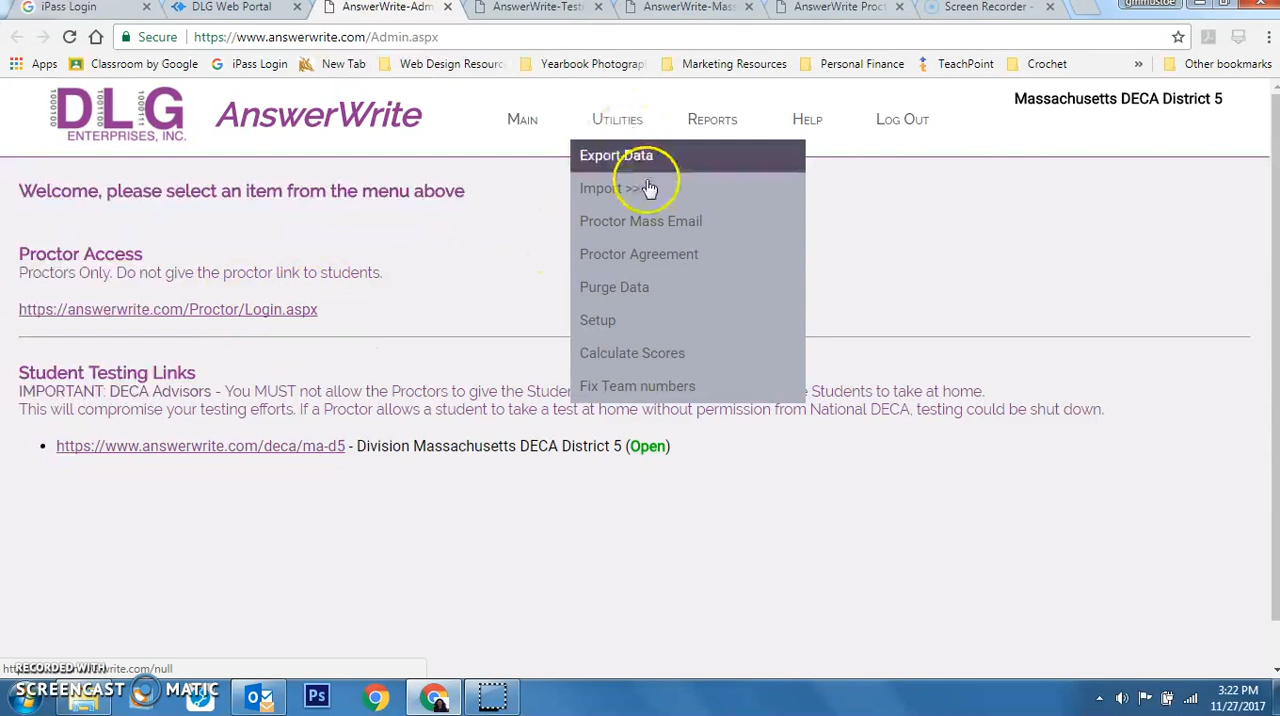 iPass Login
DLG Web Portal
AnswerWrite-Adm
AnswerWrite-Testi
AnswerWrite-Mass
AnswerWrite Proct
Screen Recorder -
Secure
https://www.answerwrite.com/Admin.aspx
Apps
Classroom by Google
iPass Login
New Tab
Web Design Resourc
Yearbook Photograp
Marketing Resources
Personal Finance
TeachPoint
Crochet
»
Other bookmarks
DLG
ENTERPRISES, INC.
AnswerWrite
Main
Utilities
Reports
Help
Log Out
Massachusetts DECA District 5
Export Data
Import >>
Proctor Mass Email
Proctor Agreement
Purge Data
Setup
Calculate Scores
Fix Team numbers
Welcome, please select an item from the menu above
Proctor Access
Proctors Only. Do not give the proctor link to students.
https://answerwrite.com/Proctor/Login.aspx
Student Testing Links
IMPORTANT: DECA Advisors - You MUST not allow the Proctors to give the Studen Students to take at home.
This will compromise your testing efforts. If a Proctor allows a student to take a test at home without permission from National DECA, testing could be shut down.
• https://www.answerwrite.com/deca/ma-d5 - Division Massachusetts DECA District 5 (Open)
RECORDED WITH
SCREENCAST MATIC
Ps
3:22 PM
11/27/2017